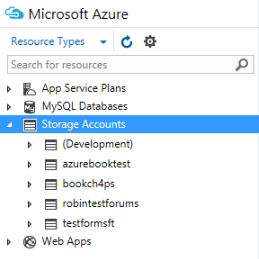 Microsoft Azure
Resource Types
Search for resources
App Service Plans
My MySQL Databases
Storage Accounts
(Development)
azurebooktest
bookch4ps
robintestforums
testformsft
Web Apps